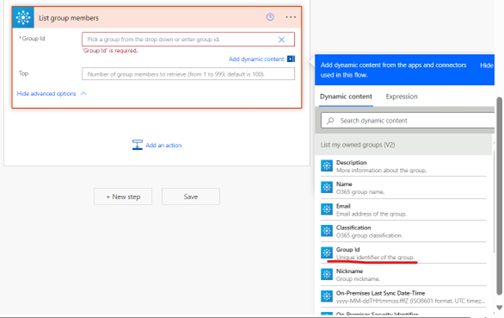 List group members
* Group Id
Pick a group from the drop down or enter group id.
'Group Id' is required.
Add dynamic content
Top
Number of group members to retrieve (from 1 to 999, default is 100).
Hide advanced options
Add an action
+ New step
Save
Add dynamic content from the apps and connectors
used in this flow.
Hide
Dynamic content
Expression
Search dynamic content
List my owned groups (V2)
Description
More information about the group.
Name
O365 group name.
Email
Email address of the group.
Classification
O365 group classification.
Group Id
Unique identifier of the group.
Nickname
Group nickname.
On-Premises Last Sync Date-Time
yyyy-MM-ddTHH:mm:ss.fffZ (ISO8601 format, UTC timez...
On-Premises Security Identifier